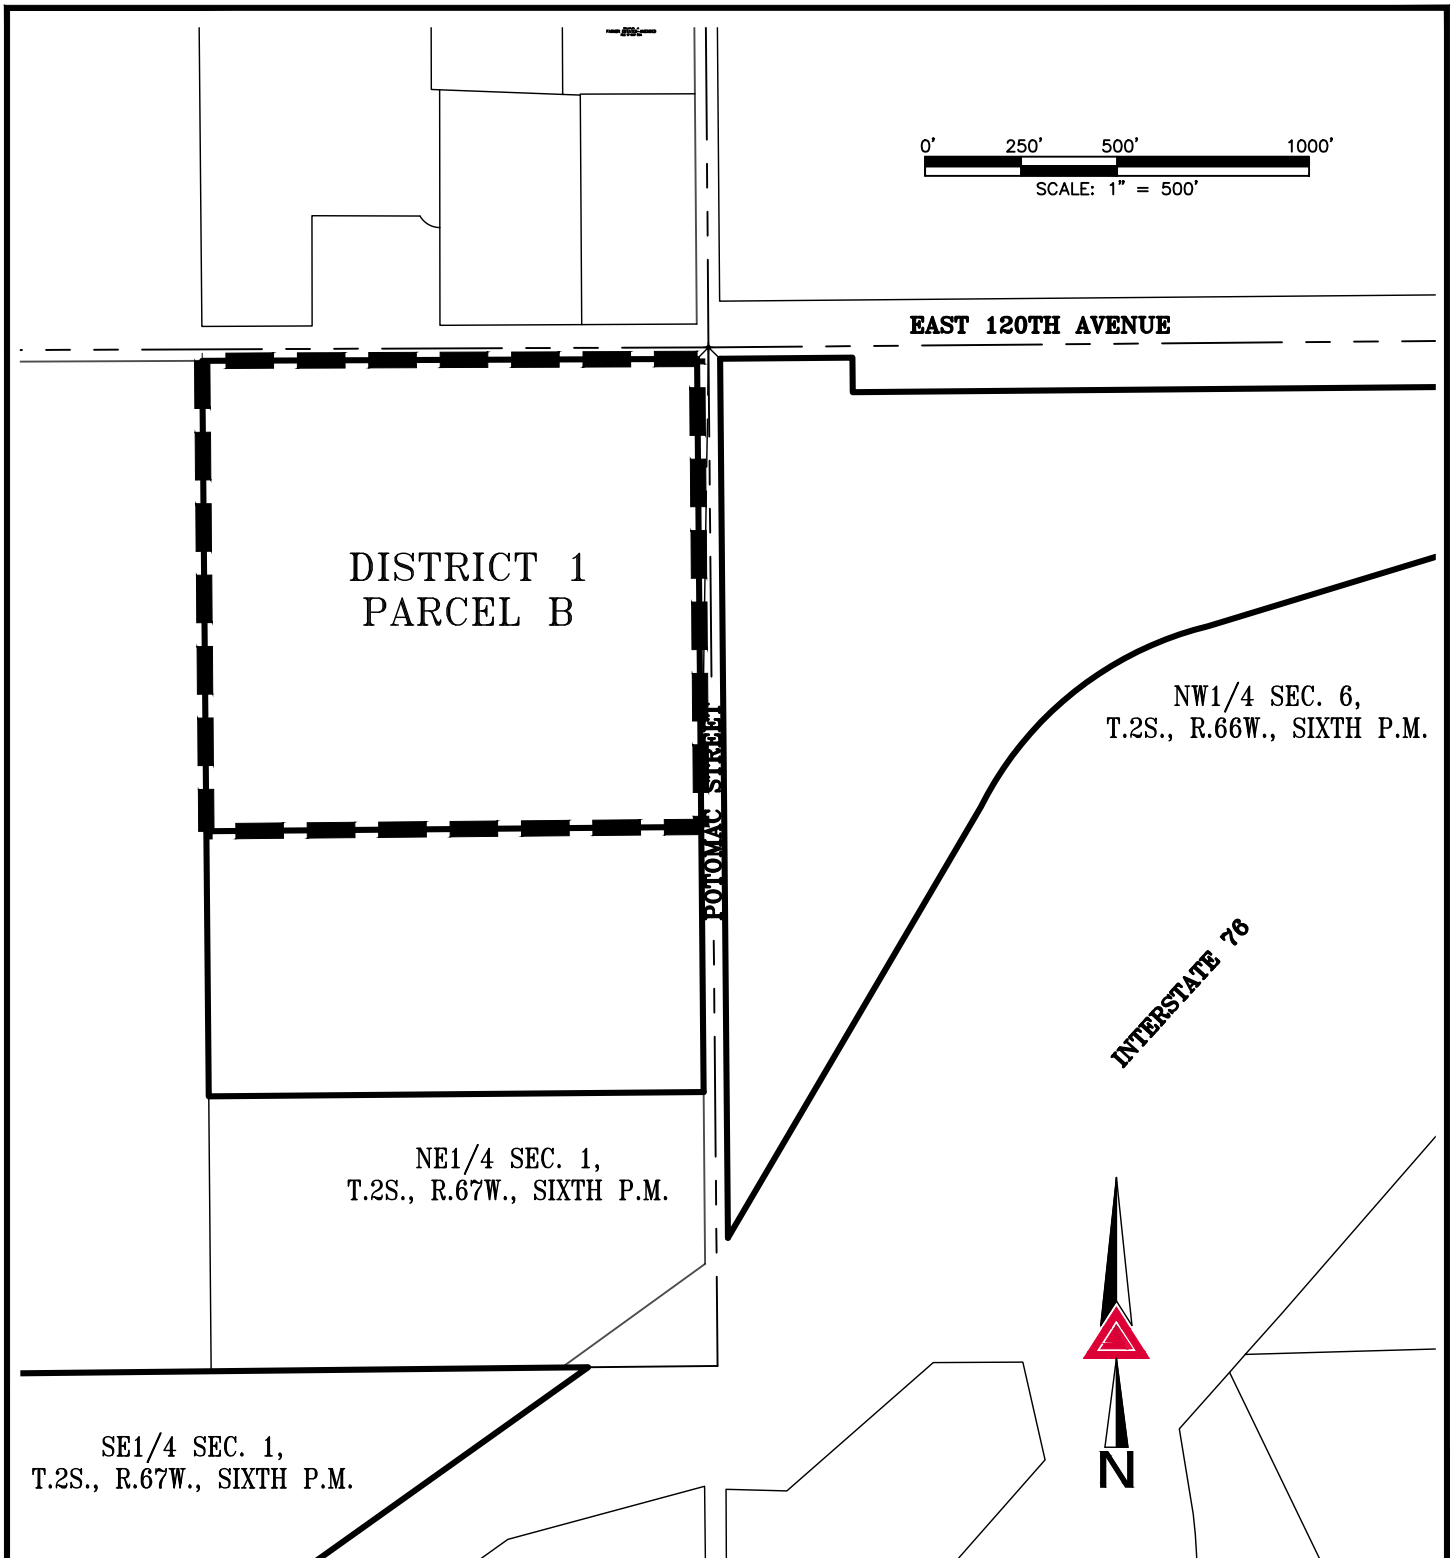 0' 250' 500' 1000'
SCALE: 1" = 500'
EAST 120TH AVENUE
DISTRICT 1
PARCEL B
POTOMAC STREET
NW1/4 SEC. 6,
T.2S., R.66W., SIXTH P.M.
INTERSTATE 76
NE1/4 SEC. 1,
T.2S., R.67W., SIXTH P.M.
SE1/4 SEC. 1,
T.2S., R.67W., SIXTH P.M.
N